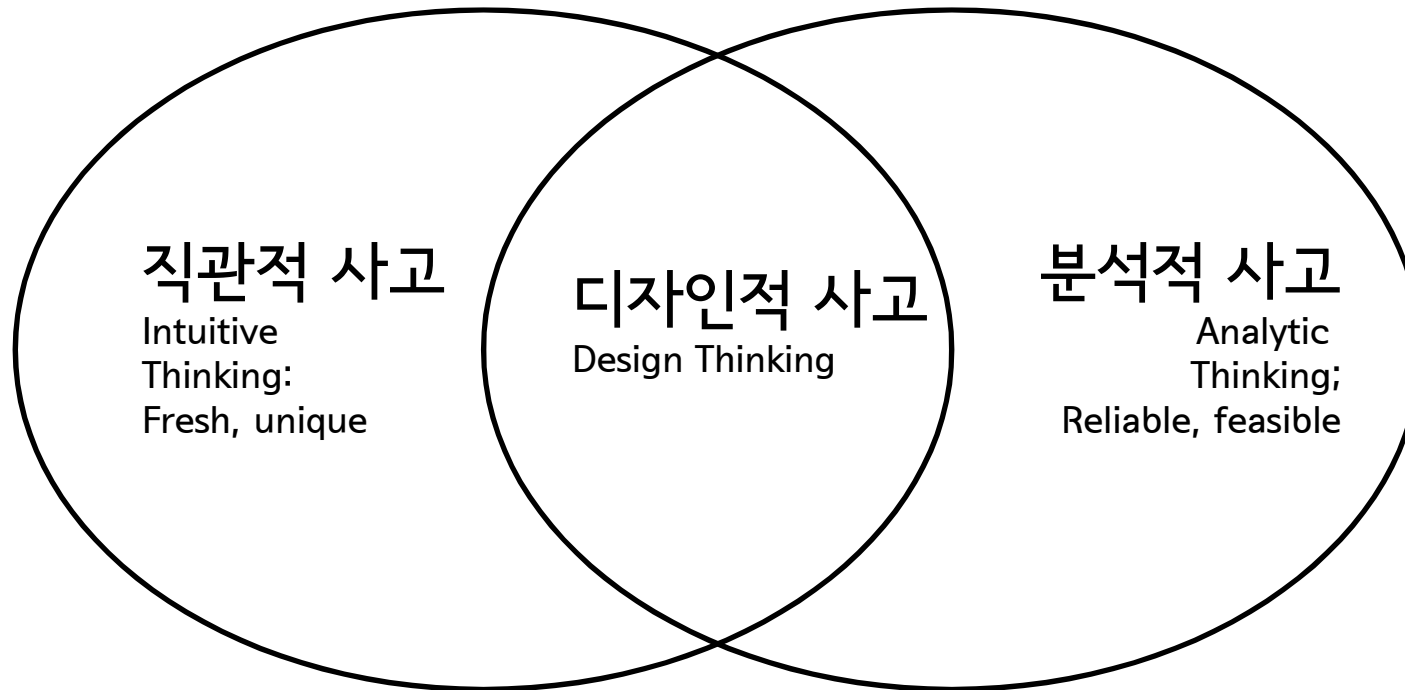 직관적 사고
Intuitive
Thinking:
Fresh, unique
디자인적 사고
Design Thinking
분석적 사고
Analytic
Thinking;
Reliable, feasible